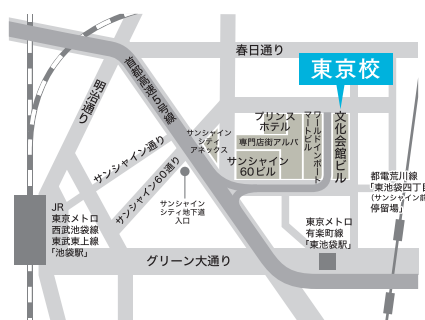 春日通り
東京校
首都高速5号線
明治通り
プリンス
ホテル
ワールドインポート
マートビル
文化会館ビル
サンシャイン
シティ
アネックス
専門店街アルパ
サンシャイン
60ビル
サンシャイン通り
サンシャイン60通り
サンシャイン
シティ地下道
入口
都電荒川線
「東池袋四丁目
(サンシャイン前
停留場」
JR
東京メトロ
西武池袋線
東武東上線
「池袋駅」
東京メトロ
有楽町線
「東池袋駅」
グリーン大通り